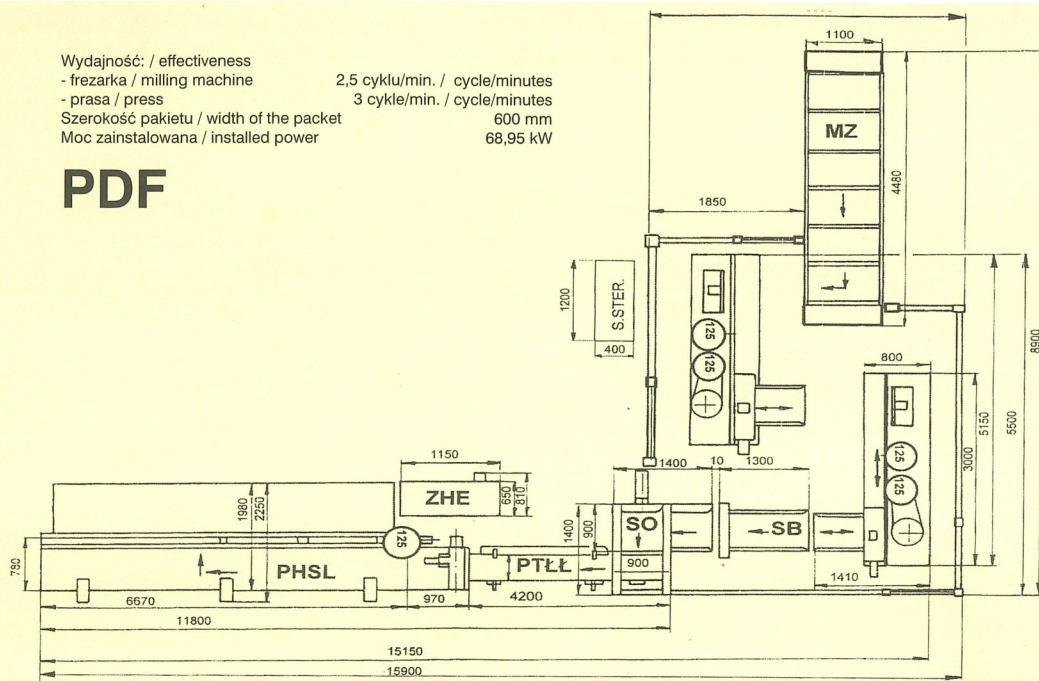 Wydajność: / effectiveness
- frezarka / milling machine 2,5 cyklu/min. / cycle/minutes
- prasa / press 3 cykle/min. / cycle/minutes
Szerokość pakietu / width of the packet 600 mm
Moc zainstalowana / installed power 68,95 kW
PDF
1100
MZ
4480
1850
1200
S.STER.
400
125
125
8900
800
5150
5500
3000
125
125
1150
ZHE
650
810
1400
10
1300
1980
2250
125
1400
900
SO
SB
780
PHSL
PTŁŁ
900
1410
6670
970
4200
11800
15150
15900